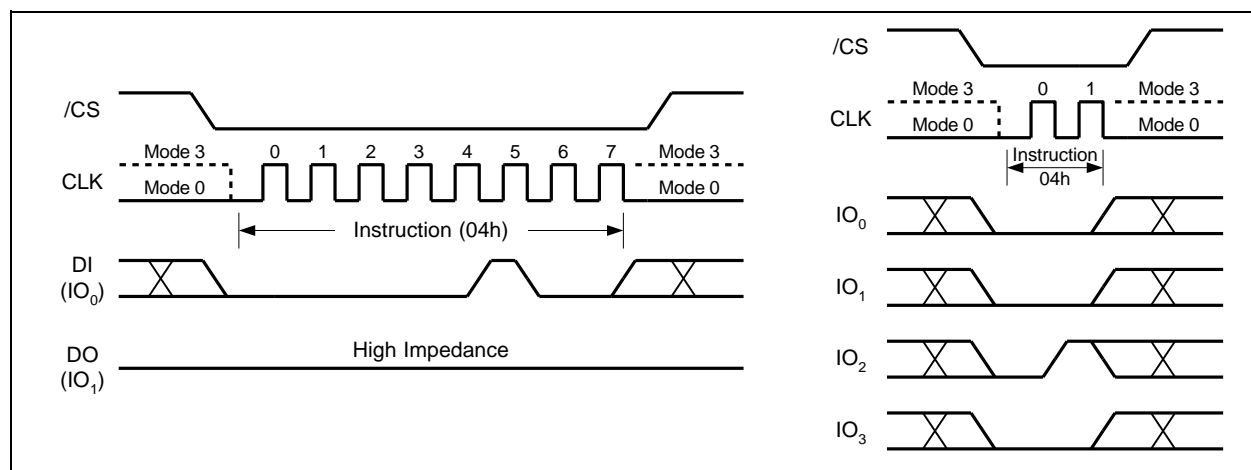 /CS
Mode 3 0 1 2 3 4 5 6 7 Mode 3
CLK
Mode 0 Mode 0
Instruction (04h)
DI
(IO0)
High Impedance
DO
(IO1)
/CS
Mode 3 0 1 Mode 3
CLK
Mode 0 Mode 0
Instruction
04h
IO0
IO1
IO2
IO3